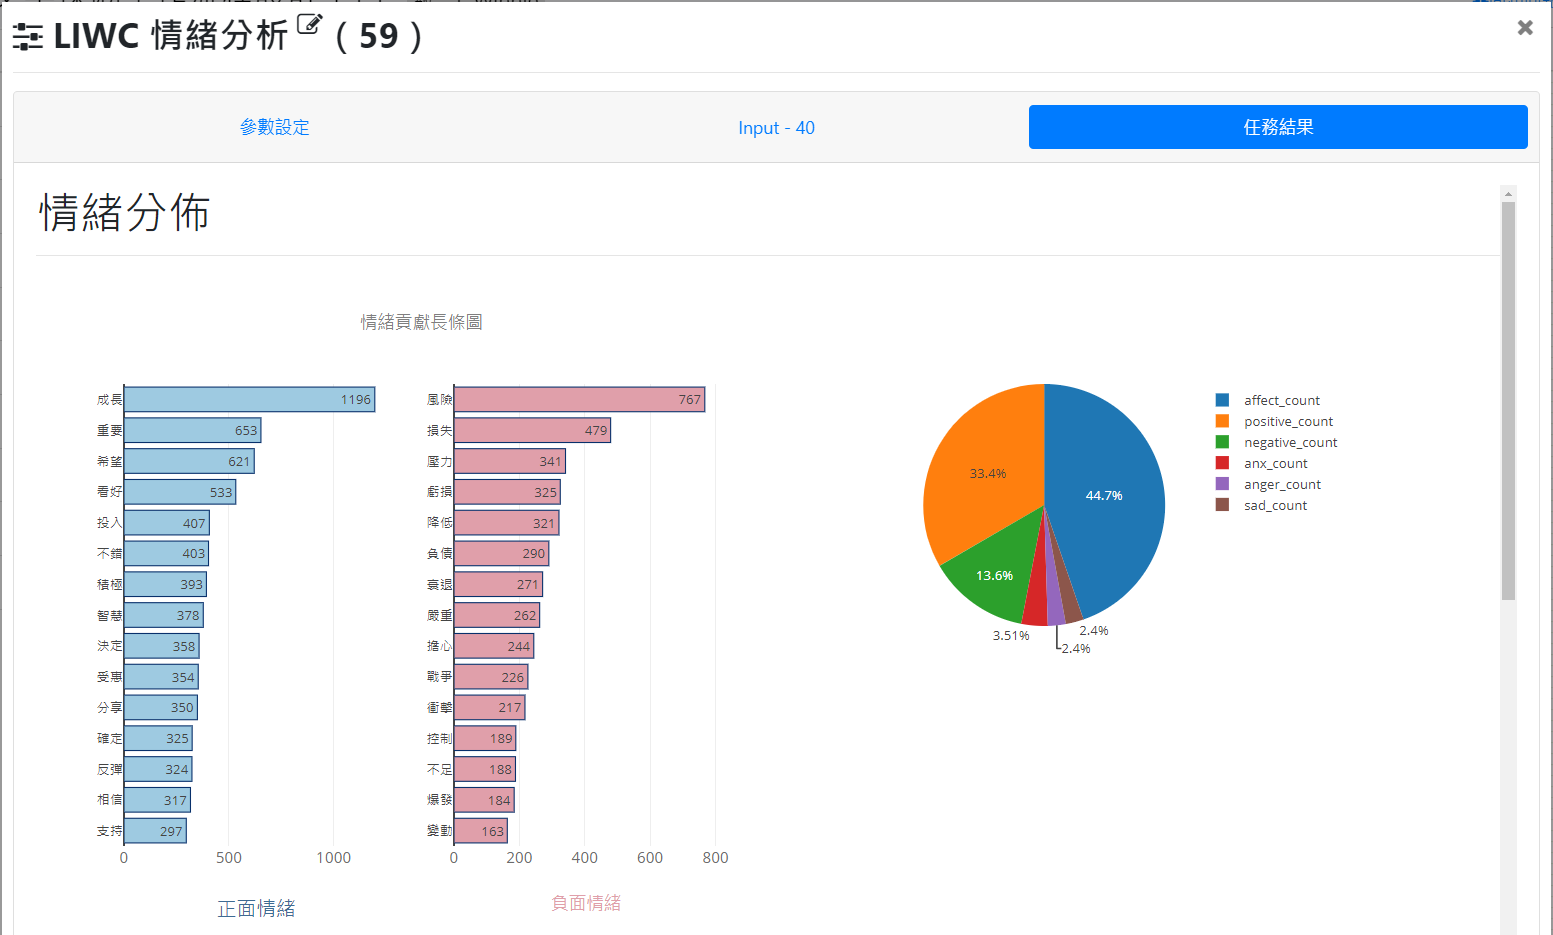 LIWC 情緒分析 ( 59 )
參數設定
Input - 40
任務結果
情緒分佈
情緒貢獻長條圖
成長 1196
重要 653
希望 621
看好 533
投入 407
不錯 403
積極 393
智慧 378
決定 358
受惠 354
分享 350
確定 325
反彈 324
相信 317
支持 297
0 500 1000
正面情緒
風險 767
損失 479
壓力 341
虧損 325
降低 321
負債 290
衰退 271
嚴重 262
擔心 244
戰爭 226
衝擊 217
控制 189
不足 188
爆發 184
變動 163
0 200 400 600 800
負面情緒
33.4%
44.7%
13.6%
3.51%
2.4%
2.4%
affect_count
positive_count
negative_count
anx_count
anger_count
sad_count